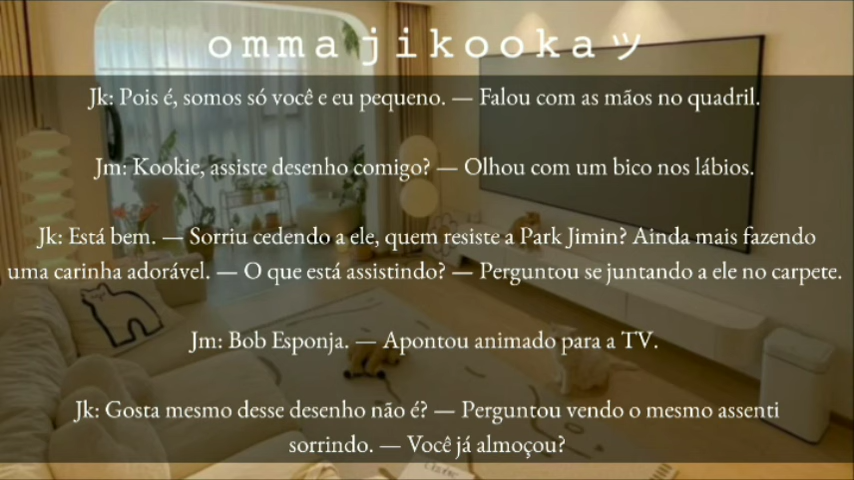 omma jikookaツ
Jk: Pois é, somos só você e eu pequeno. — Falou com as mãos no quadril.
Jm: Kookie, assiste desenho comigo? — Olhou com um bico nos lábios.
Jk: Está bem. — Sorriu cedendo a ele, quem resiste a Park Jimin? Ainda mais fazendo
uma carinha adorável. — O que está assistindo? — Perguntou se juntando a ele no carpete.
Jm: Bob Esponja. — Apontou animado para a TV.
Jk: Gosta mesmo desse desenho não é? — Perguntou vendo o mesmo assenti
sorrindo. — Você já almoçou?